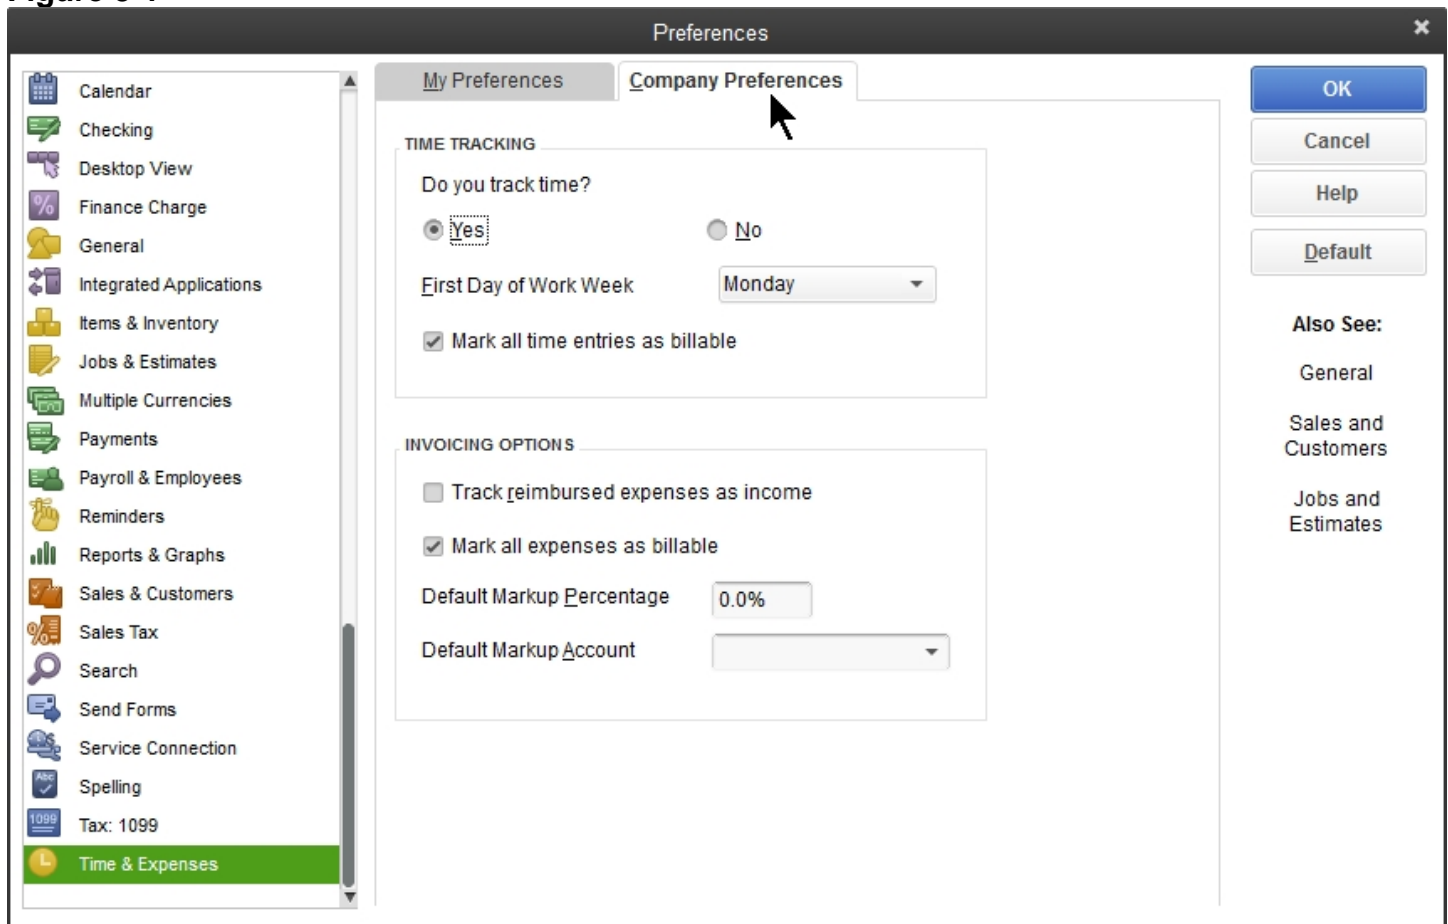 Preferences
Calendar
Checking
Desktop View
Finance Charge
General
Integrated Applications
Items & Inventory
Jobs & Estimates
Multiple Currencies
Payments
Payroll & Employees
Reminders
Reports & Graphs
Sales & Customers
Sales Tax
Search
Send Forms
Service Connection
Abc
Spelling
1099
Tax: 1099
Time & Expenses
My Preferences
Company Preferences
TIME TRACKING
Do you track time?
Yes
No
First Day of Work Week
Monday
Mark all time entries as billable
INVOICING OPTIONS
Track reimbursed expenses as income
Mark all expenses as billable
Default Markup Percentage
0.0%
Default Markup Account
OK
Cancel
Help
Default
Also See:
General
Sales and
Customers
Jobs and
Estimates